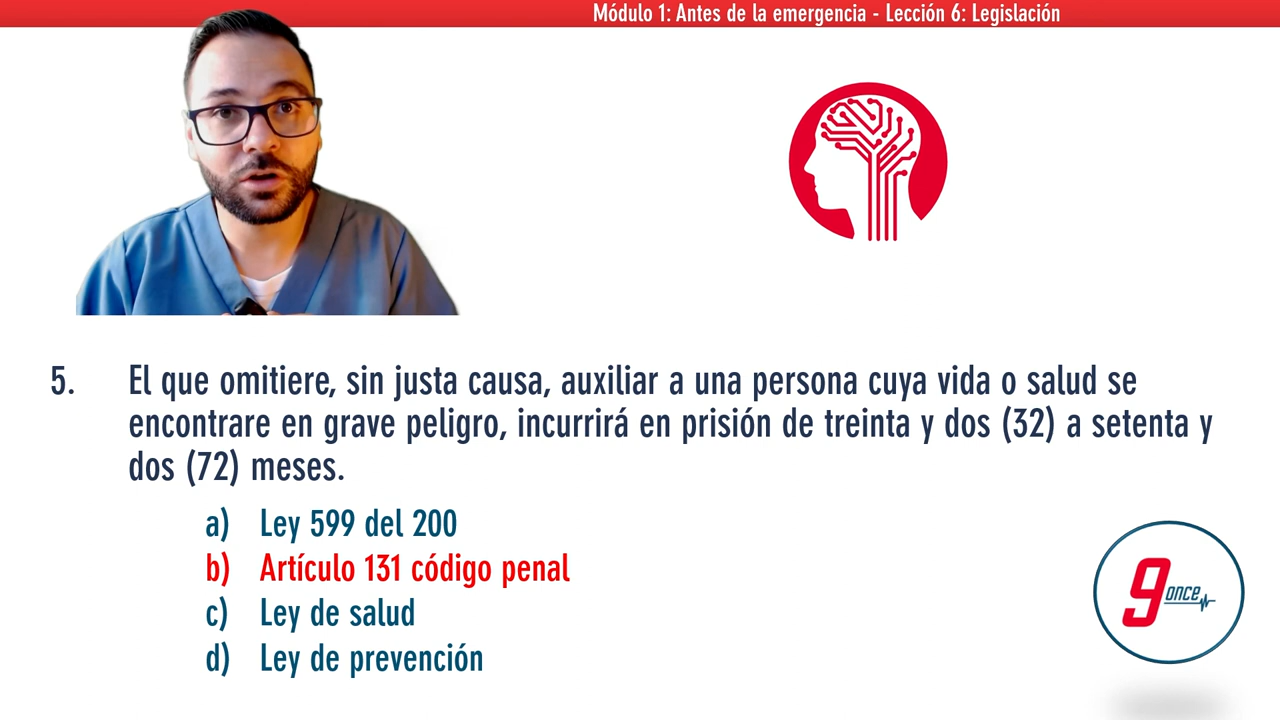 Módulo 1: Antes de la emergencia - Lección 6: Legislación
5. El que omitiere, sin justa causa, auxiliar a una persona cuya vida o salud se
encontrare en grave peligro, incurrirá en prisión de treinta y dos (32) a setenta y
dos (72) meses.
a) Ley 599 del 200
b) Artículo 131 código penal
c) Ley de salud
d) Ley de prevención
9once